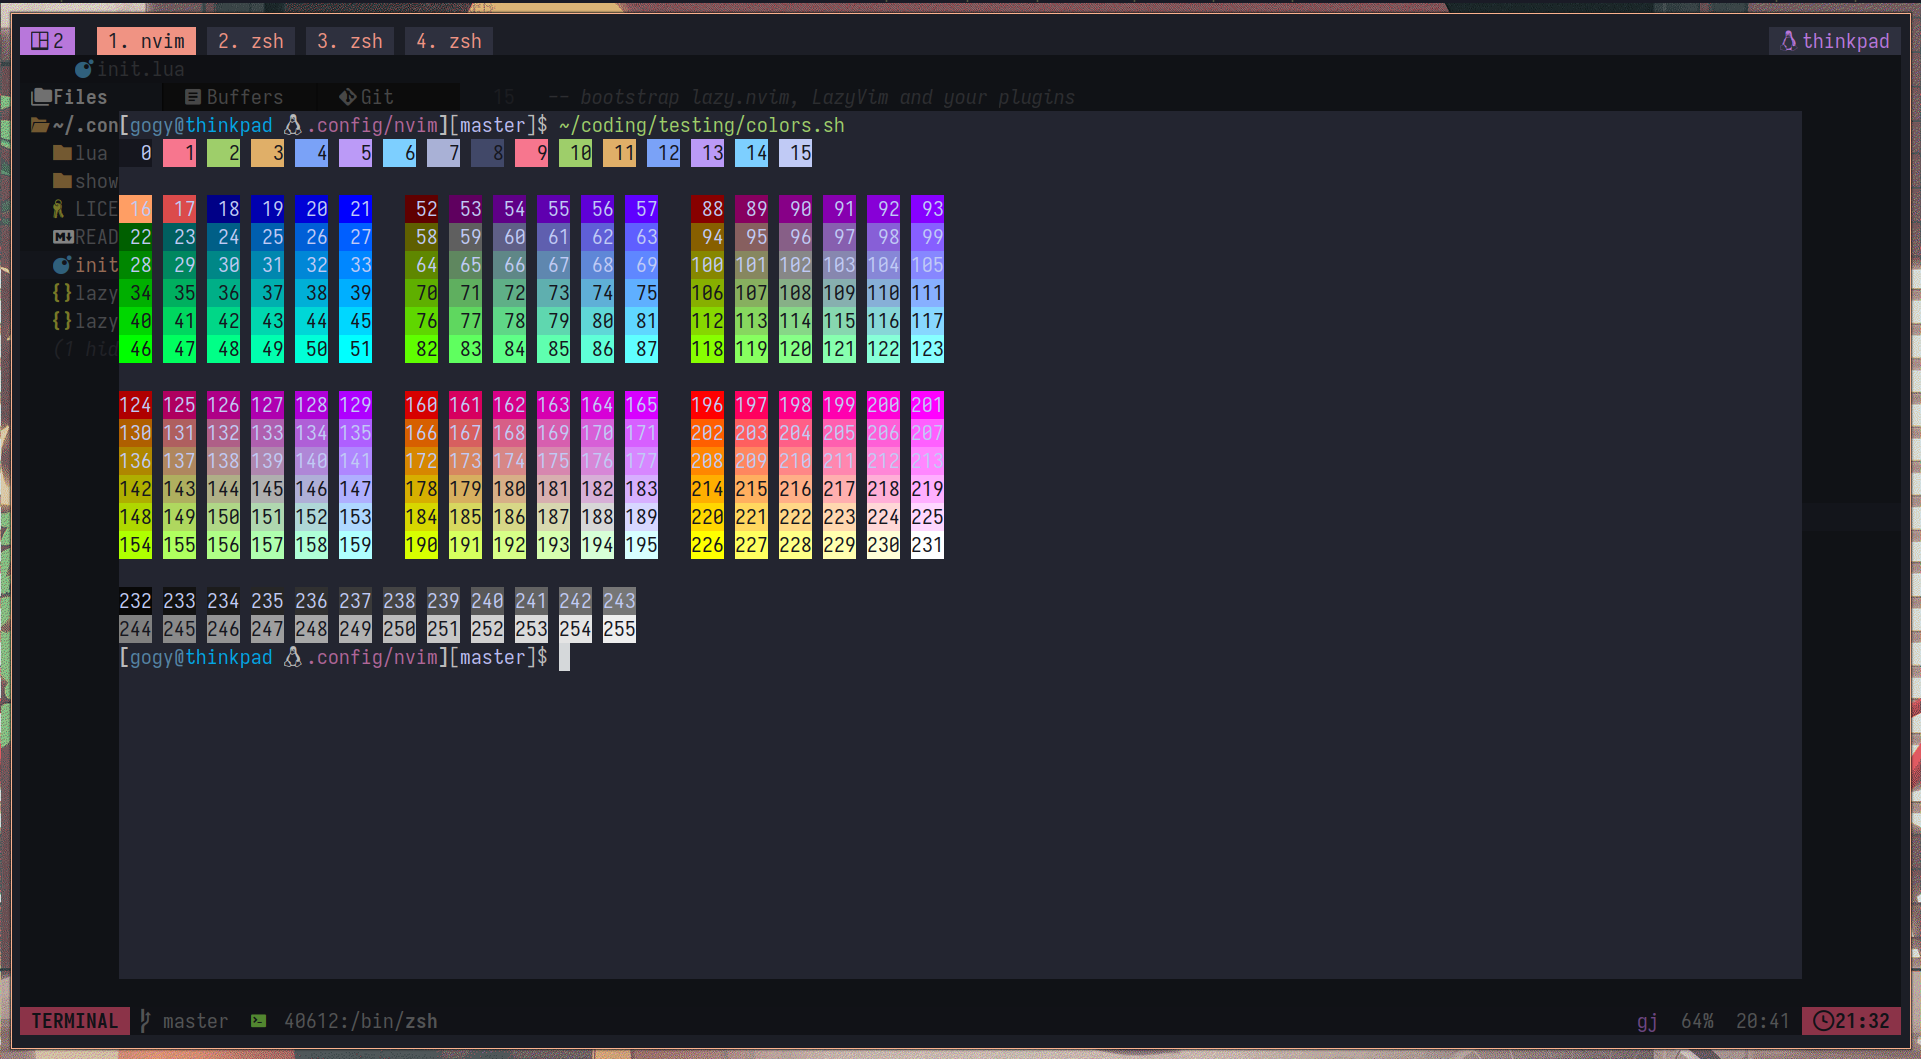 2 1. nvim 2. zsh 3. zsh 4. zsh thinkpad
init.lua
Files Buffers Git 15 -- bootstrap lazy.nvim, LazyVim and your plugins
~/.con[gogy@thinkpad .config/nvim][master]$ ~/coding/testing/colors.sh
lua 0 1 2 3 4 5 6 7 8 9 10 11 12 13 14 15
show
LICE 16 17 18 19 20 21 52 53 54 55 56 57 88 89 90 91 92 93
READ 22 23 24 25 26 27 58 59 60 61 62 63 94 95 96 97 98 99
init 28 29 30 31 32 33 64 65 66 67 68 69 100 101 102 103 104 105
{} lazy 34 35 36 37 38 39 70 71 72 73 74 75 106 107 108 109 110 111
{} lazy 40 41 42 43 44 45 76 77 78 79 80 81 112 113 114 115 116 117
(1 hid 46 47 48 49 50 51 82 83 84 85 86 87 118 119 120 121 122 123
124 125 126 127 128 129 160 161 162 163 164 165 196 197 198 199 200 201
130 131 132 133 134 135 166 167 168 169 170 171 202 203 204 205 206 207
136 137 138 139 140 141 172 173 174 175 176 177 208 209 210 211 212 213
142 143 144 145 146 147 178 179 180 181 182 183 214 215 216 217 218 219
148 149 150 151 152 153 184 185 186 187 188 189 220 221 222 223 224 225
154 155 156 157 158 159 190 191 192 193 194 195 226 227 228 229 230 231
232 233 234 235 236 237 238 239 240 241 242 243
244 245 246 247 248 249 250 251 252 253 254 255
[gogy@thinkpad .config/nvim][master]$
TERMINAL master 40612:/bin/zsh gj 64% 20:41 21:32